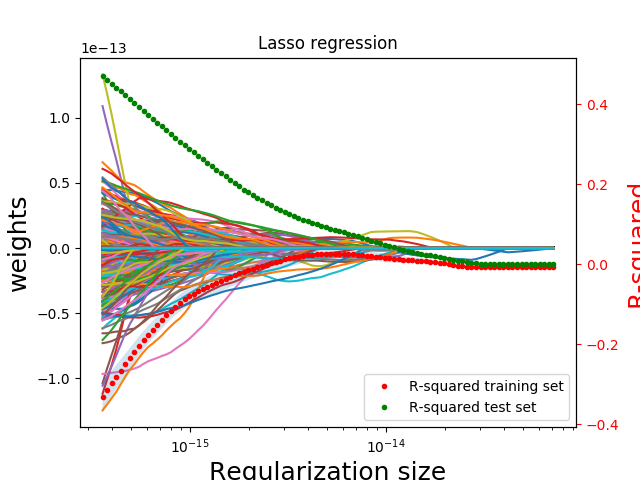 Lasso regression
1e−13
1.0
0.5
0.0
−0.5
−1.0
weights
0.4
0.2
0.0
−0.2
−0.4
R-squared
R-squared training set
R-squared test set
10⁻¹⁵
10⁻¹⁴
Regularization size